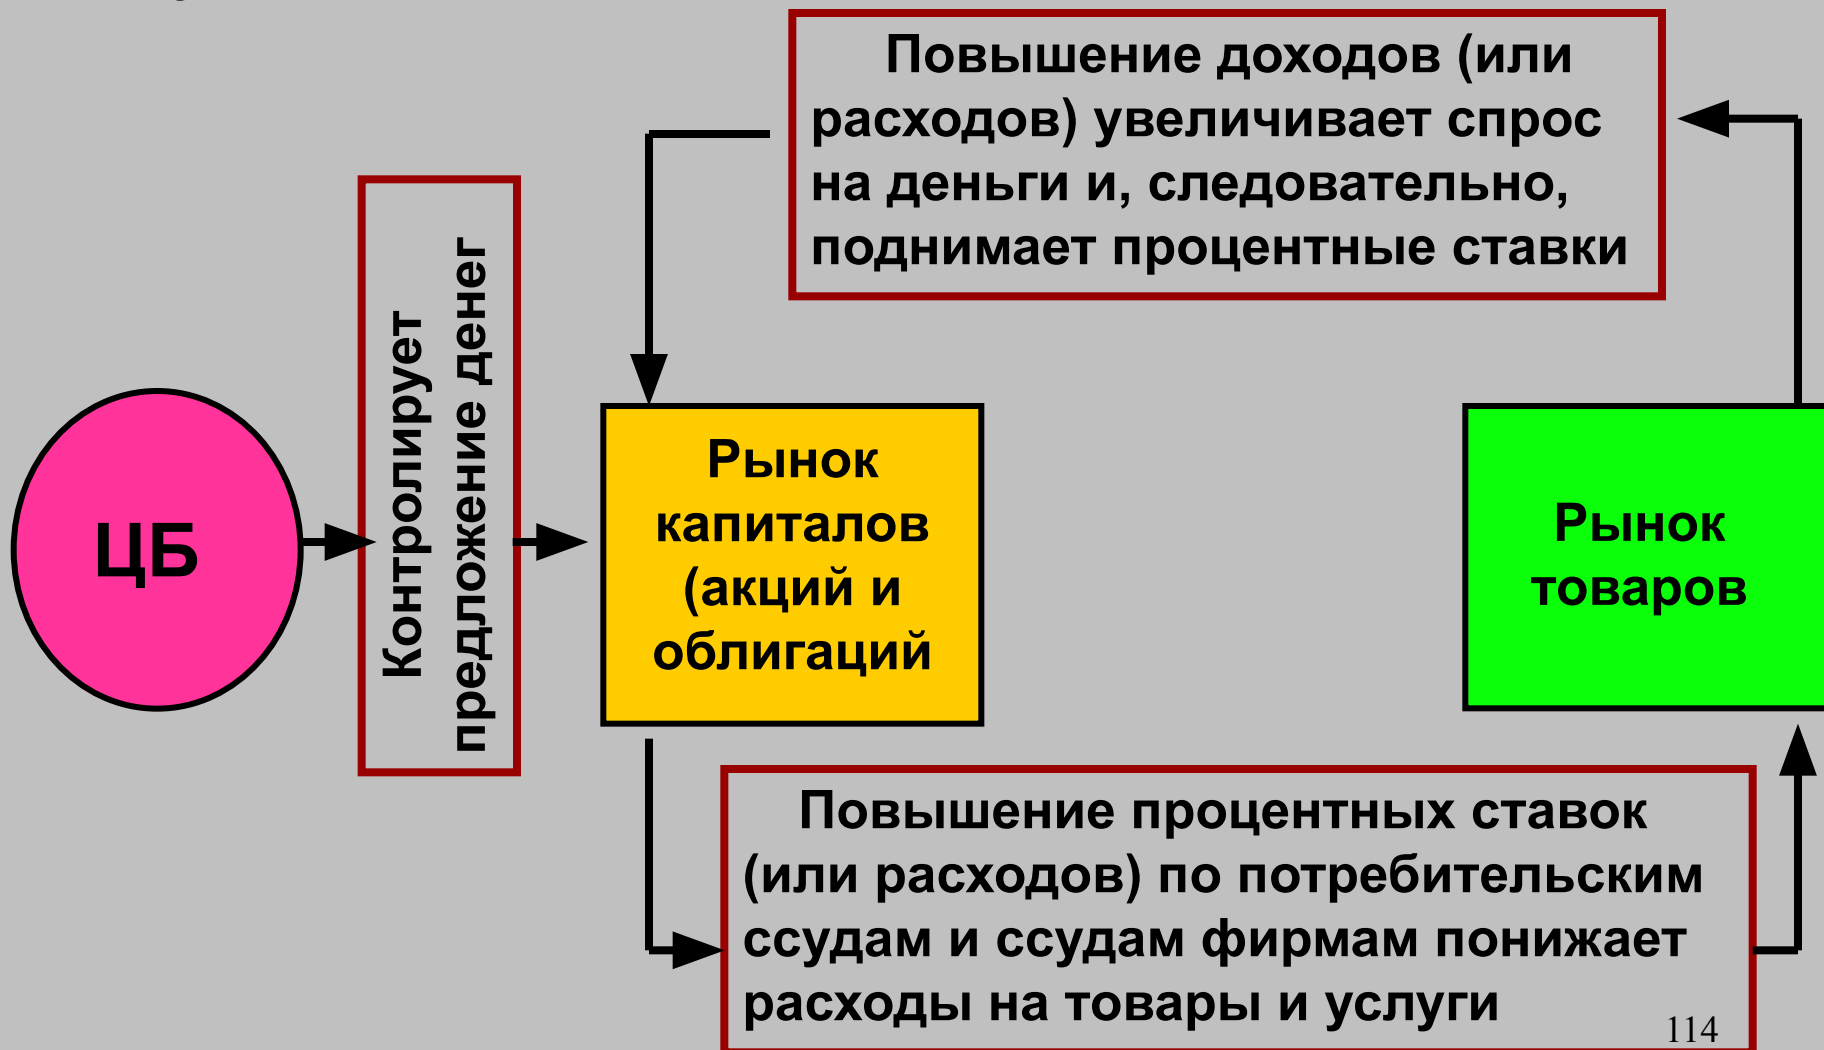 Повышение доходов (или
расходов) увеличивает спрос
на деньги и, следовательно,
поднимает процентные ставки
Контролирует
предложение денег
ЦБ
Рынок
капиталов
(акций и
облигаций
Рынок
товаров
Повышение процентных ставок
(или расходов) по потребительским
ссудам и ссудам фирмам понижает
расходы на товары и услуги
114